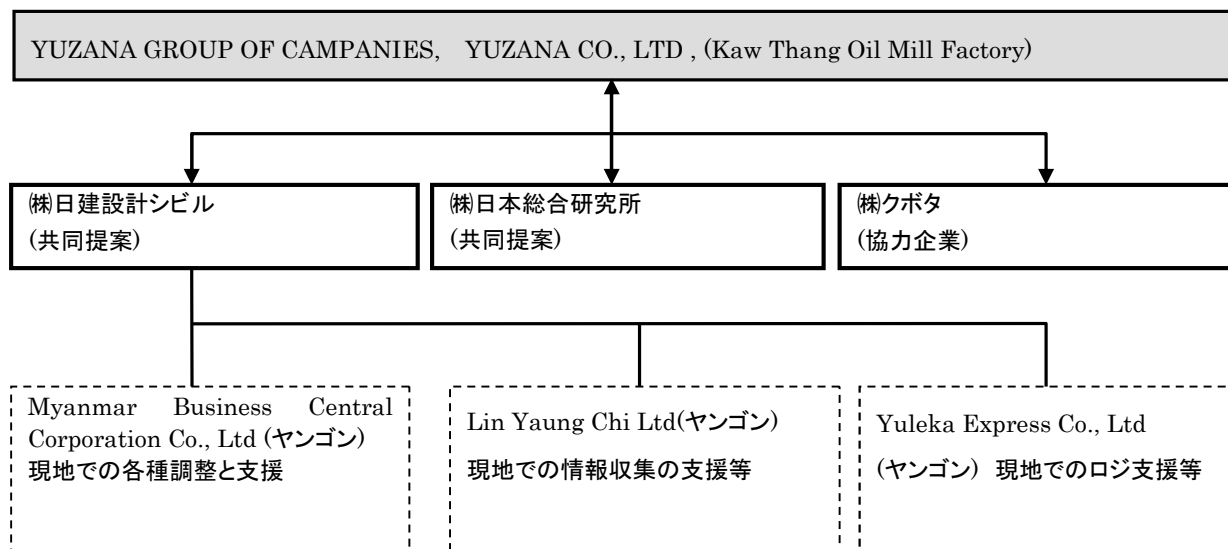 YUZANA GROUP OF CAMPANIES, YUZANA CO., LTD , (Kaw Thang Oil Mill Factory)
㈱日建設計シビル
(共同提案)
㈱日本総合研究所
(共同提案)
㈱クボタ
(協力企業)
Myanmar Business Central
Corporation Co., Ltd (ヤンゴン)
現地での各種調整と支援
Lin Yaung Chi Ltd(ヤンゴン)
現地での情報収集の支援等
Yuleka Express Co., Ltd
(ヤンゴン) 現地でのロジ支援等